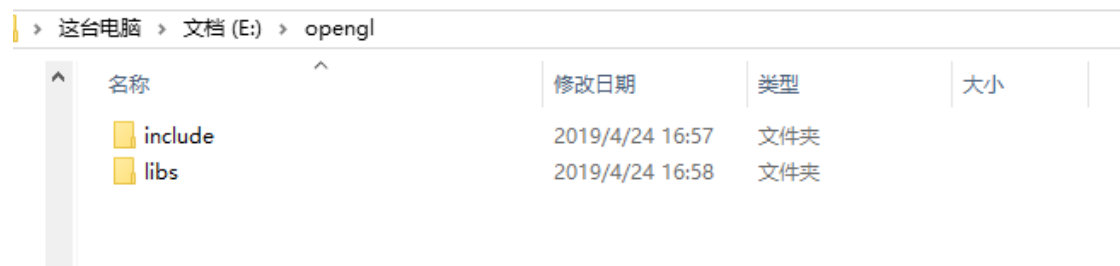 这台电脑 › 文档 (E:) › opengl
名称 修改日期 类型 大小
include 2019/4/24 16:57 文件夹
libs 2019/4/24 16:58 文件夹